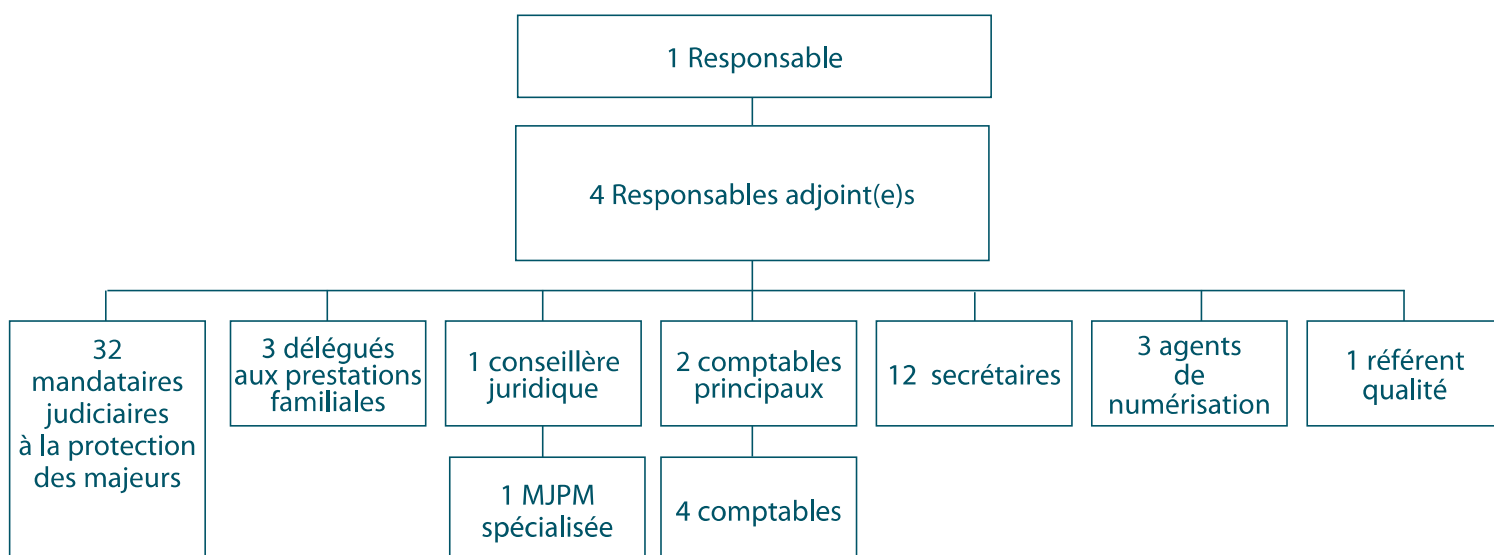 1 Responsable
4 Responsables adjoint(e)s
32
mandataires
judiciaires
à la protection
des majeurs
3 délégués
aux prestations
familiales
1 conseillère
juridique
2 comptables
principaux
12 secrétaires
3 agents
de
numérisation
1 référent
qualité
1 MJPM
spécialisée
4 comptables